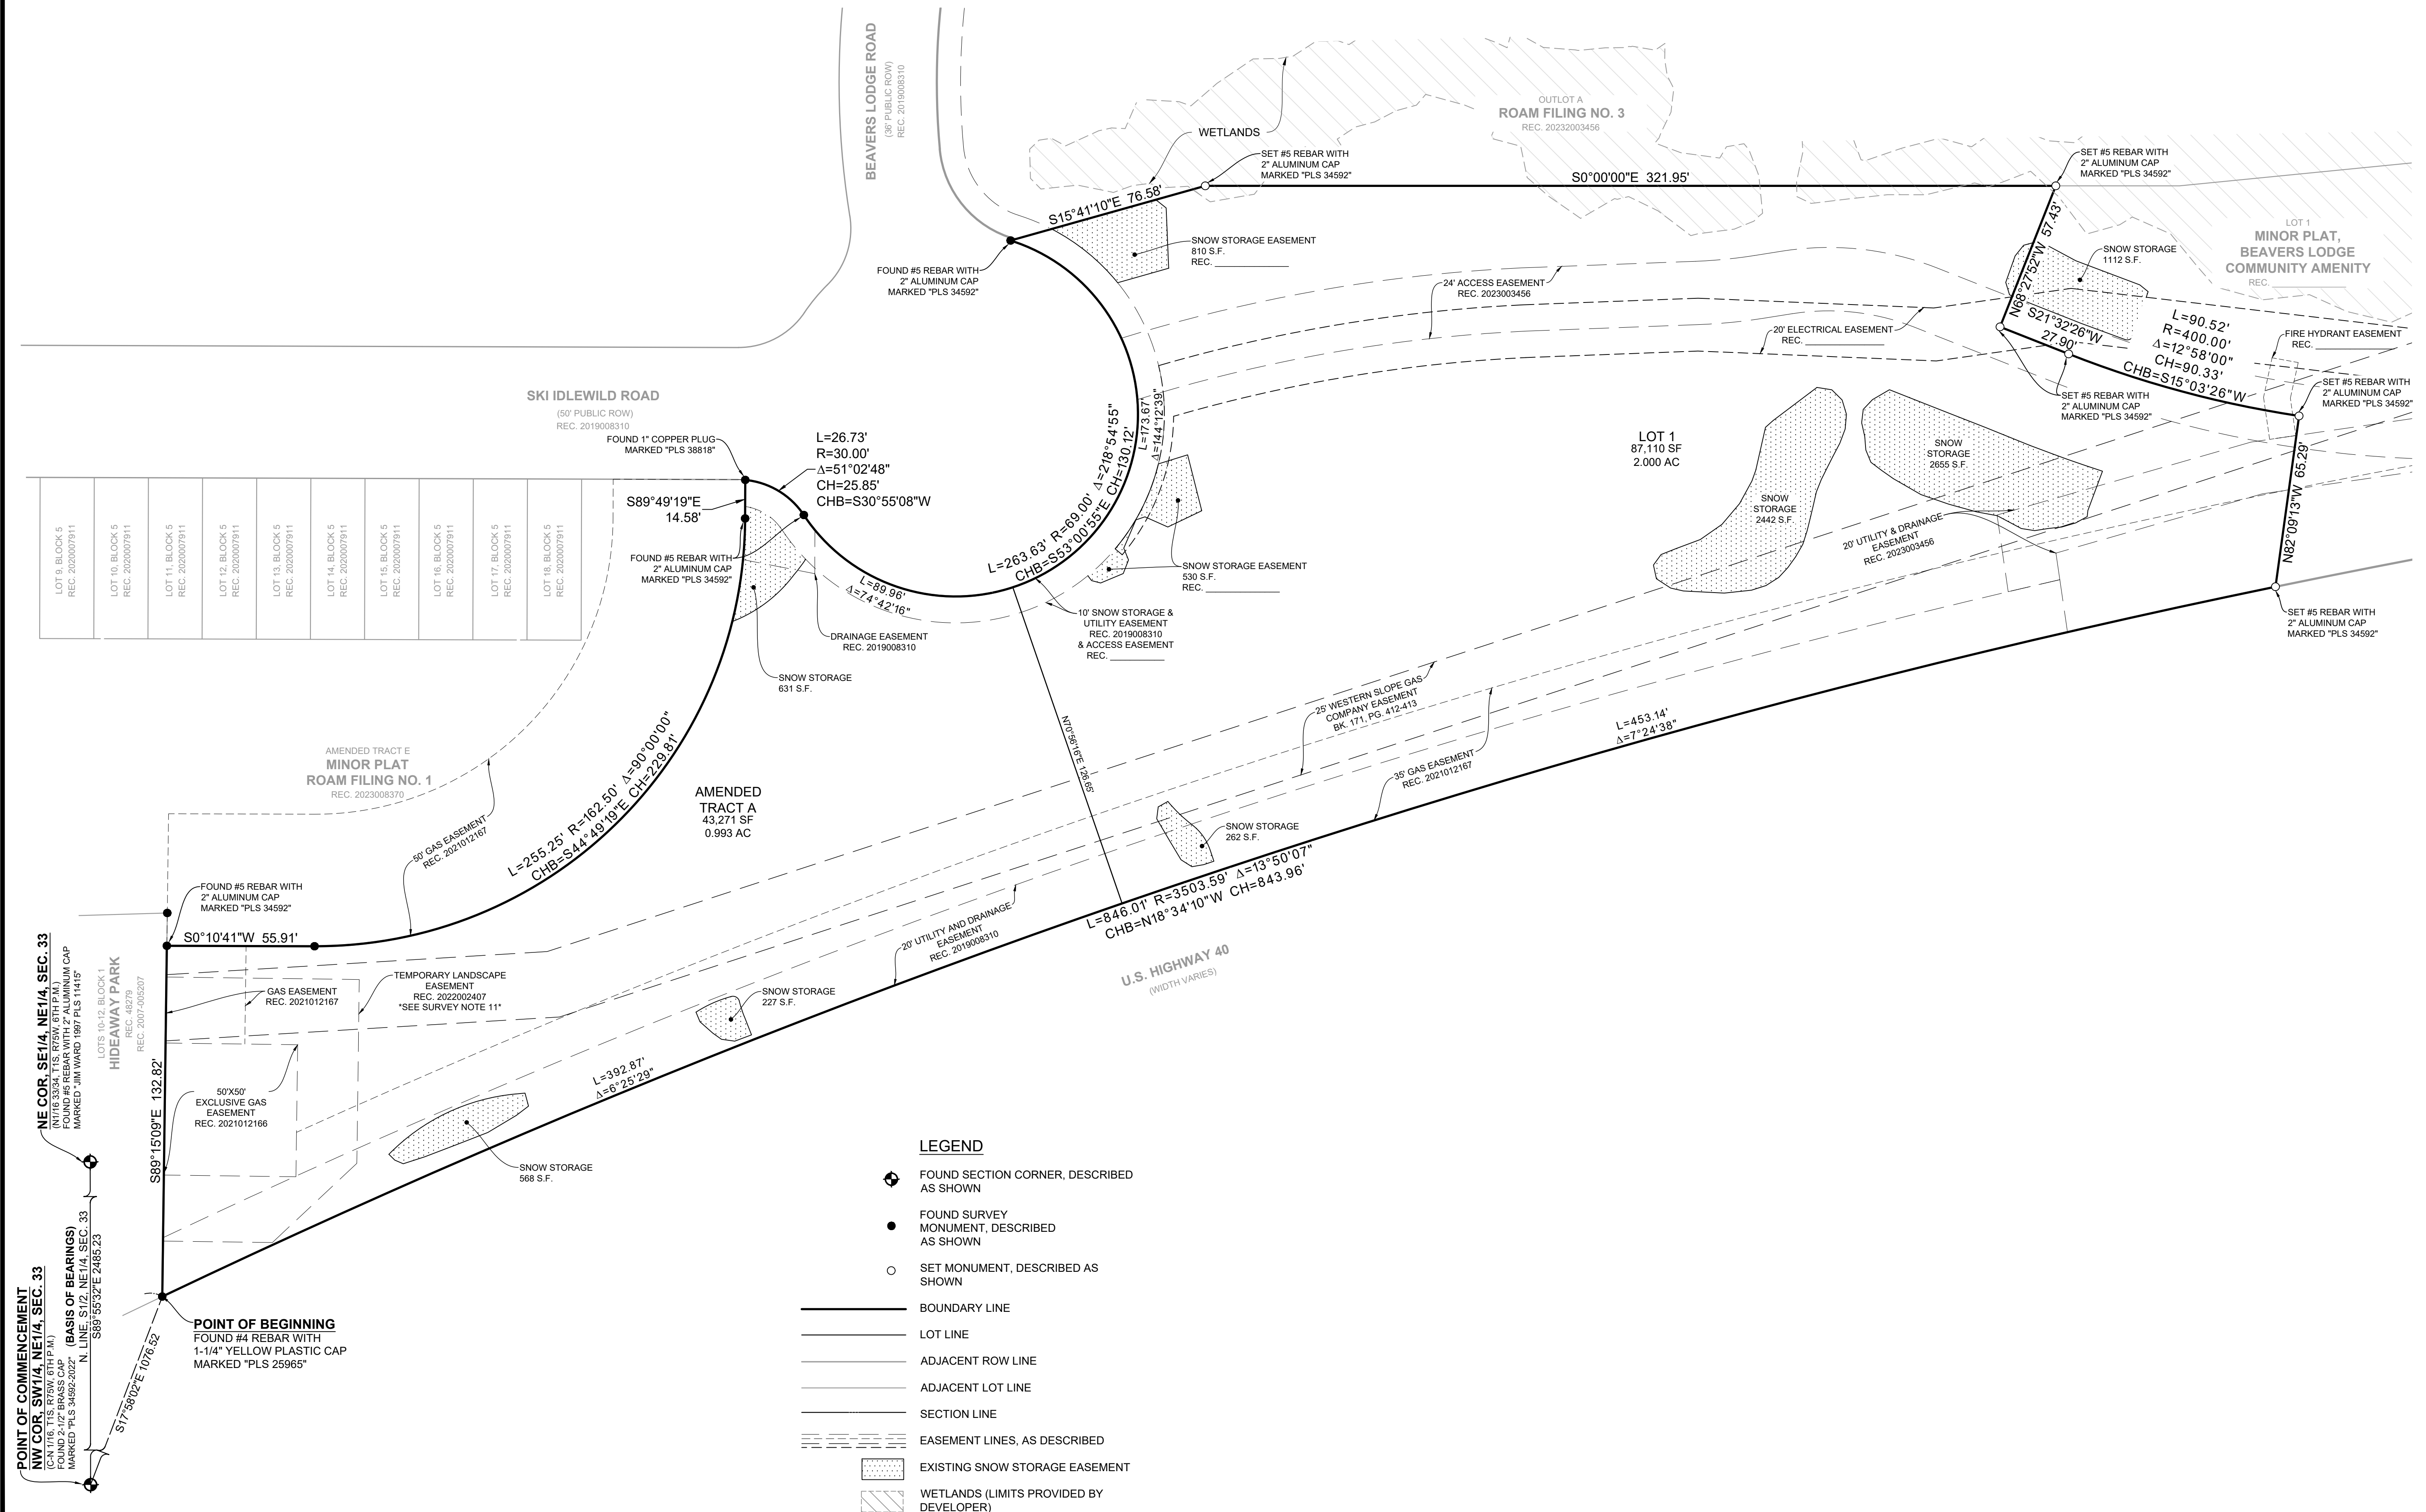 BEAVERS LODGE ROAD
(36' PUBLIC ROW)
REC. 2019008310
WETLANDS
OUTLOT A
ROAM FILING NO. 3
REC. 20232003456
SET #5 REBAR WITH
2" ALUMINUM CAP
MARKED "PLS 34592"
S0°00'00"E 321.95'
SET #5 REBAR WITH
2" ALUMINUM CAP
MARKED "PLS 34592"
S15°41'10"E 76.58'
N68°27'52"W 57.43'
LOT 1
MINOR PLAT,
BEAVERS LODGE
COMMUNITY AMENITY
REC. ____________
SNOW STORAGE EASEMENT
810 S.F.
REC. ____________
SNOW STORAGE
1112 S.F.
FOUND #5 REBAR WITH
2" ALUMINUM CAP
MARKED "PLS 34592"
24' ACCESS EASEMENT
REC. 2023003456
20' ELECTRICAL EASEMENT
REC. ____________
S21°32'26"W
27.90'
L=90.52'
R=400.00'
Δ=12°58'00"
CH=90.33'
CHB=S15°03'26"W
FIRE HYDRANT EASEMENT
REC. ____________
SET #5 REBAR WITH
2" ALUMINUM CAP
MARKED "PLS 34592"
SET #5 REBAR WITH
2" ALUMINUM CAP
MARKED "PLS 34592"
SKI IDLEWILD ROAD
(50' PUBLIC ROW)
REC. 2019008310
FOUND 1" COPPER PLUG
MARKED "PLS 38818"
L=26.73'
R=30.00'
Δ=51°02'48"
CH=25.85'
CHB=S30°55'08"W
S89°49'19"E
14.58'
L=173.67'
Δ=144°12'39"
L=263.63' R=69.00' Δ=218°54'55"
CHB=S53°00'55"E CH=130.12'
LOT 1
87,110 SF
2.000 AC
SNOW
STORAGE
2655 S.F.
SNOW
STORAGE
2442 S.F.
20' UTILITY & DRAINAGE
EASEMENT
REC. 2023003456
N82°09'13"W 65.29'
LOT 9, BLOCK 5
REC. 2020007911
LOT 10, BLOCK 5
REC. 2020007911
LOT 11, BLOCK 5
REC. 2020007911
LOT 12, BLOCK 5
REC. 2020007911
LOT 13, BLOCK 5
REC. 2020007911
LOT 14, BLOCK 5
REC. 2020007911
LOT 15, BLOCK 5
REC. 2020007911
LOT 16, BLOCK 5
REC. 2020007911
LOT 17, BLOCK 5
REC. 2020007911
LOT 18, BLOCK 5
REC. 2020007911
FOUND #5 REBAR WITH
2" ALUMINUM CAP
MARKED "PLS 34592"
L=89.96'
Δ=74°42'16"
SNOW STORAGE EASEMENT
530 S.F.
REC. ____________
10' SNOW STORAGE &
UTILITY EASEMENT
REC. 2019008310
& ACCESS EASEMENT
REC. ____________
DRAINAGE EASEMENT
REC. 2019008310
SNOW STORAGE
631 S.F.
SET #5 REBAR WITH
2" ALUMINUM CAP
MARKED "PLS 34592"
N70°56'16"E 126.65'
25' WESTERN SLOPE GAS
COMPANY EASEMENT
BK. 171, PG. 412-413
35' GAS EASEMENT
REC. 2021012167
L=453.14'
Δ=7°24'38"
AMENDED TRACT E
MINOR PLAT
ROAM FILING NO. 1
REC. 2023008370
L=255.25' R=162.50' Δ=90°00'00"
CHB=S44°49'19"E CH=229.81'
AMENDED
TRACT A
43,271 SF
0.993 AC
50' GAS EASEMENT
REC. 2021012167
SNOW STORAGE
262 S.F.
L=846.01' R=3503.59' Δ=13°50'07"
CHB=N18°34'10"W CH=843.96'
20' UTILITY AND DRAINAGE
EASEMENT
REC. 2019008310
U.S. HIGHWAY 40
(WIDTH VARIES)
FOUND #5 REBAR WITH
2" ALUMINUM CAP
MARKED "PLS 34592"
S0°10'41"W 55.91'
NE COR, SE1/4, NE1/4, SEC. 33
(N1/16 33/34, T1S, R75W, 6TH P.M.)
FOUND #5 REBAR WITH 2" ALUMINUM CAP
MARKED "JIM WARD 1997 PLS 11415"
LOTS 10-12, BLOCK 1
HIDEAWAY PARK
REC. 48279
REC. 2007-005207
GAS EASEMENT
REC. 2021012167
TEMPORARY LANDSCAPE
EASEMENT
REC. 2022002407
*SEE SURVEY NOTE 11*
SNOW STORAGE
227 S.F.
S89°15'09"E 132.82'
50'X50'
EXCLUSIVE GAS
EASEMENT
REC. 2021012166
L=392.87'
Δ=6°25'29"
SNOW STORAGE
568 S.F.
POINT OF COMMENCEMENT
NW COR, SW1/4, NE1/4, SEC. 33
(C-N 1/16, T1S, R75W, 6TH P.M.)
FOUND 2-1/2" BRASS CAP
MARKED "PLS 34592-2022"
(BASIS OF BEARINGS)
N. LINE, S1/2, NE1/4, SEC. 33
S89°55'32"E 2485.23
S17°58'02"E 1076.52
POINT OF BEGINNING
FOUND #4 REBAR WITH
1-1/4" YELLOW PLASTIC CAP
MARKED "PLS 25965"
LEGEND
FOUND SECTION CORNER, DESCRIBED
AS SHOWN
FOUND SURVEY
MONUMENT, DESCRIBED
AS SHOWN
SET MONUMENT, DESCRIBED AS
SHOWN
BOUNDARY LINE
LOT LINE
ADJACENT ROW LINE
ADJACENT LOT LINE
SECTION LINE
EASEMENT LINES, AS DESCRIBED
EXISTING SNOW STORAGE EASEMENT
WETLANDS (LIMITS PROVIDED BY
DEVELOPER)